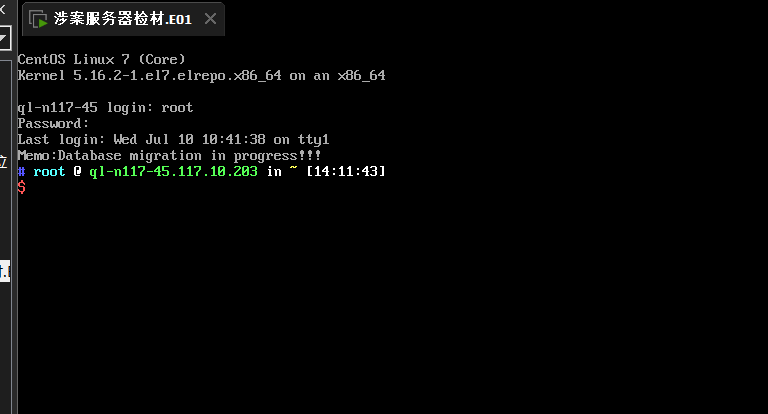 涉案服务器检材.E01
CentOS Linux 7 (Core)
Kernel 5.16.2-1.el7.elrepo.x86_64 on an x86_64
ql-n117-45 login: root
Password:
Last login: Wed Jul 10 10:41:38 on tty1
Memo:Database migration in progress!!!
# root @ ql-n117-45.117.10.203 in ~ [14:11:43]
$